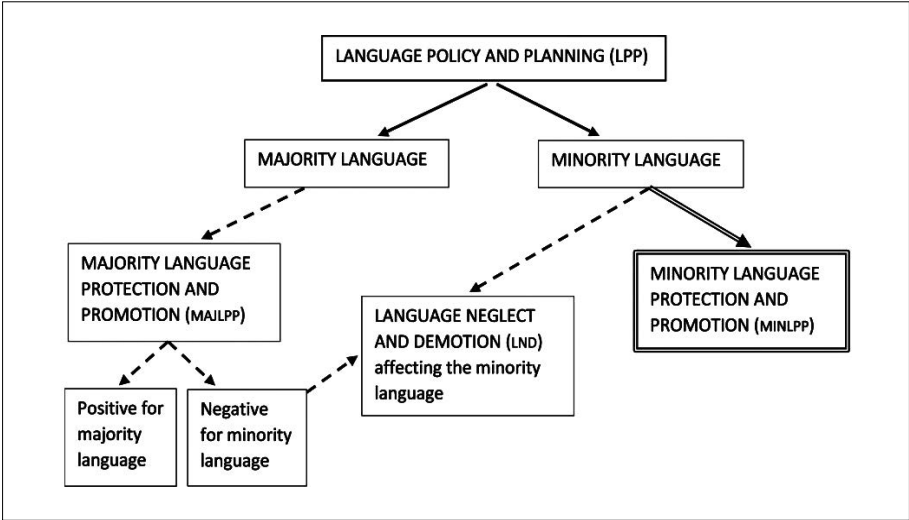 LANGUAGE POLICY AND PLANNING (LPP)
MAJORITY LANGUAGE
MINORITY LANGUAGE
MAJORITY LANGUAGE
PROTECTION AND
PROMOTION (MAJLPP)
LANGUAGE NEGLECT
AND DEMOTION (LND)
affecting the minority
language
MINORITY LANGUAGE
PROTECTION AND
PROMOTION (MINLPP)
Positive for
majority
language
Negative
for minority
language